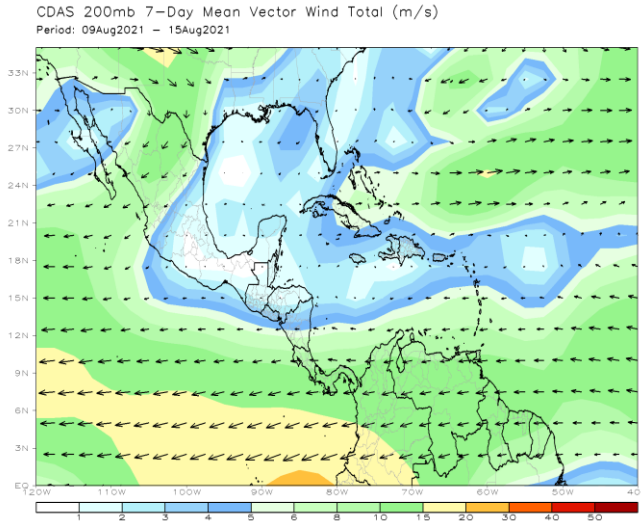 CDAS 200mb 7-Day Mean Vector Wind Total (m/s)
Period: 09Aug2021 - 15Aug2021
33N
30N
27N
24N
21N
18N
15N
12N
9N
6N
3N
EQ
120W 110W 100W 90W 80W 70W 60W 50W 40
1 2 3 4 5 6 8 10 15 20 30 40 50